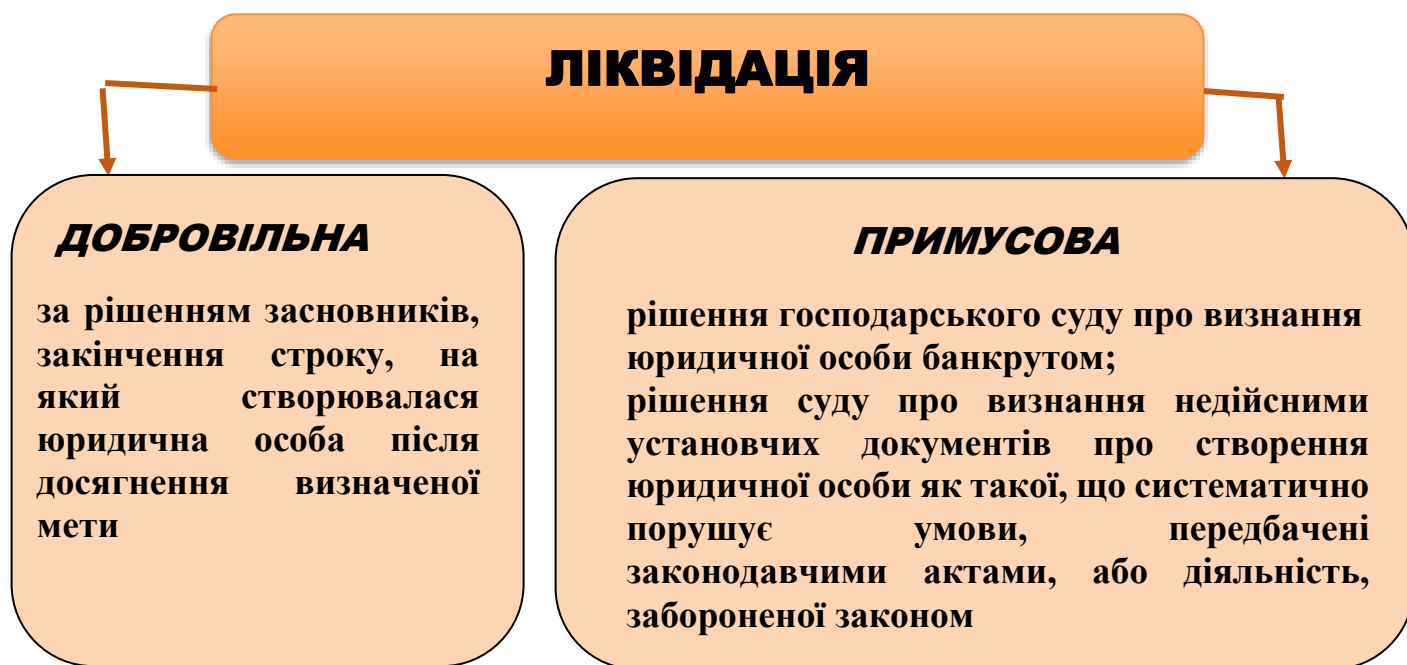 ЛІКВІДАЦІЯ
ДОБРОВІЛЬНА
за рішенням засновників,
закінчення строку, на
який створювалася
юридична особа після
досягнення визначеної
мети
ПРИМУСОВА
рішення господарського суду про визнання
юридичної особи банкрутом;
рішення суду про визнання недійсними
установчих документів про створення
юридичної особи як такої, що систематично
порушує умови, передбачені
законодавчими актами, або діяльність,
забороненої законом